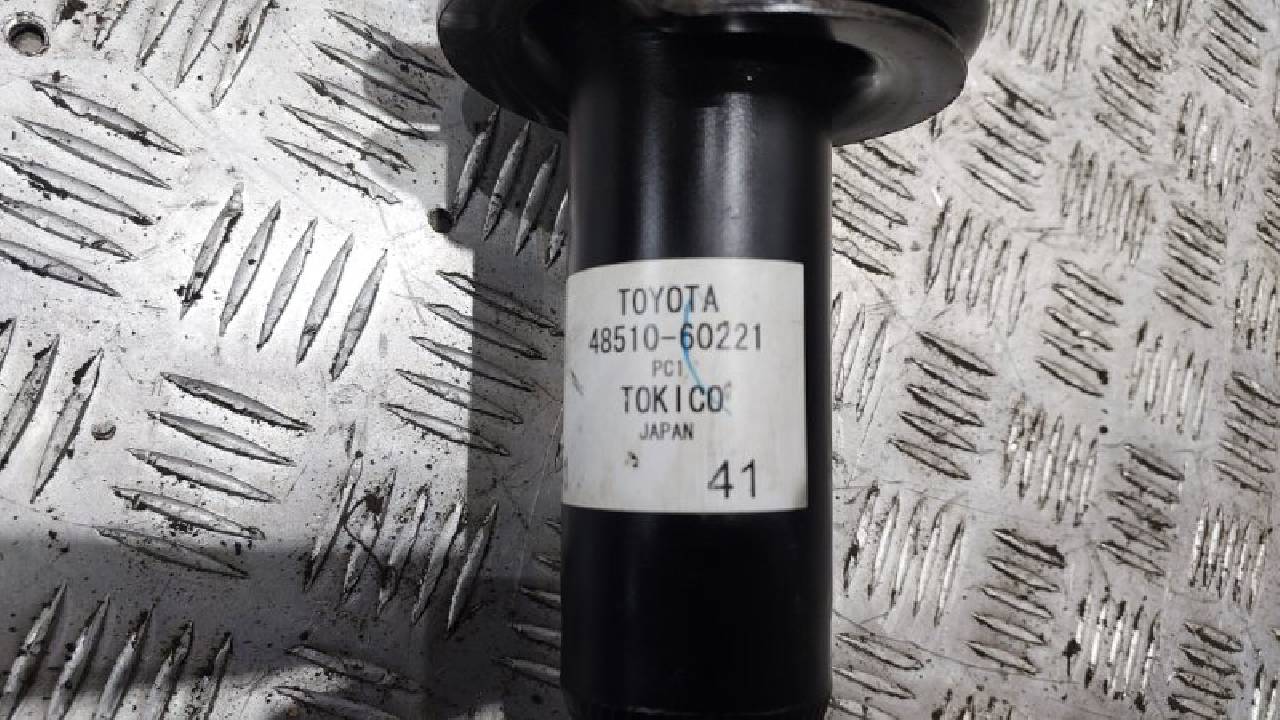 TOYOTA
48510-60221
PC1
TOKICO
JAPAN
41